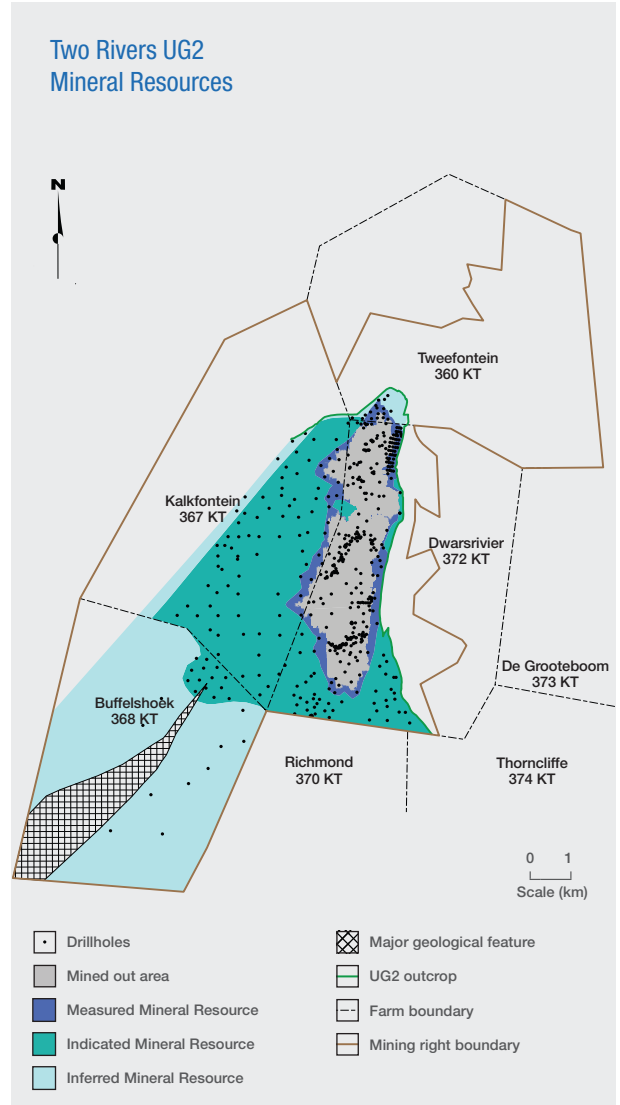 Two Rivers UG2
Mineral Resources
N
Tweefontein
360 KT
Kalkfontein
367 KT
Dwarsrivier
372 KT
De Grooteboom
373 KT
Buffelshoek
368 KT
Richmond
370 KT
Thorncliffe
374 KT
0 1
Scale (km)
Drillholes
Mined out area
Measured Mineral Resource
Indicated Mineral Resource
Inferred Mineral Resource
Major geological feature
UG2 outcrop
Farm boundary
Mining right boundary